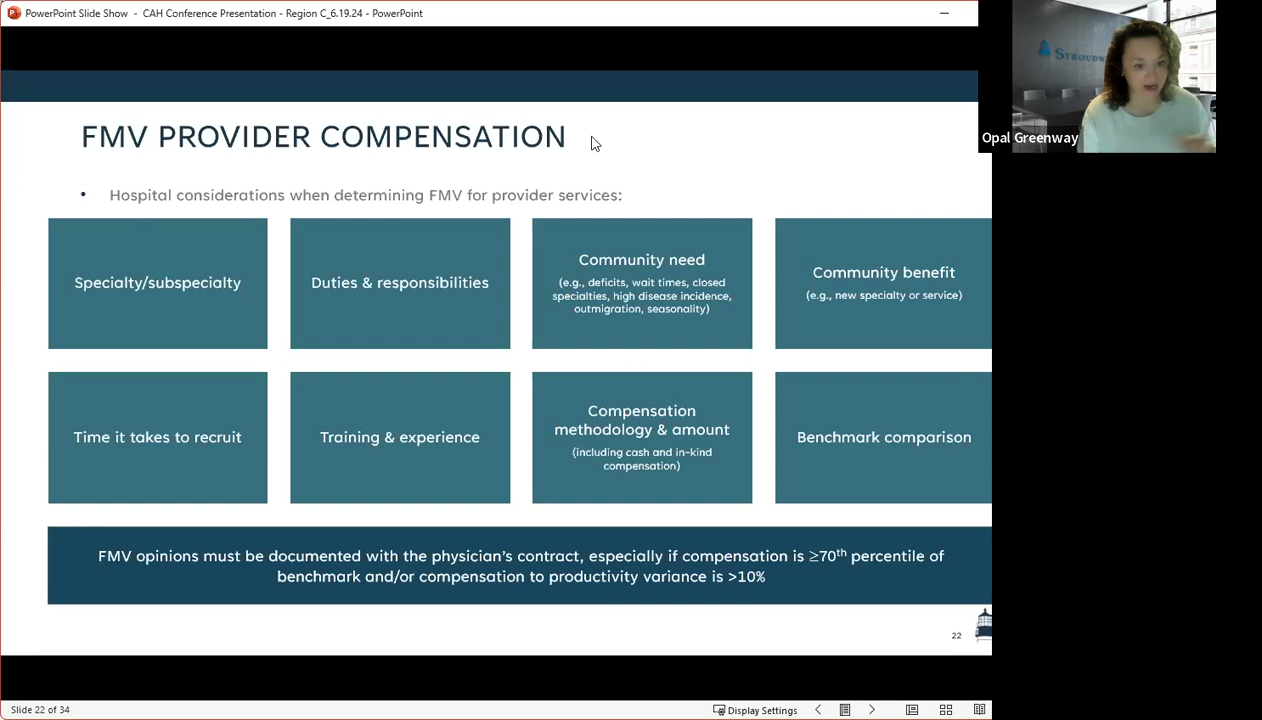 PowerPoint Slide Show - CAH Conference Presentation - Region C_6.19.24 - PowerPoint
Opal Greenway
FMV PROVIDER COMPENSATION
• Hospital considerations when determining FMV for provider services:
Specialty/subspecialty
Duties & responsibilities
Community need
(e.g., deficits, wait times, closed
specialties, high disease incidence,
outmigration, seasonality)
Community benefit
(e.g., new specialty or service)
Time it takes to recruit
Training & experience
Compensation
methodology & amount
(including cash and in-kind
compensation)
Benchmark comparison
FMV opinions must be documented with the physician's contract, especially if compensation is ≥70th percentile of
benchmark and/or compensation to productivity variance is >10%
22
Slide 22 of 34
Display Settings